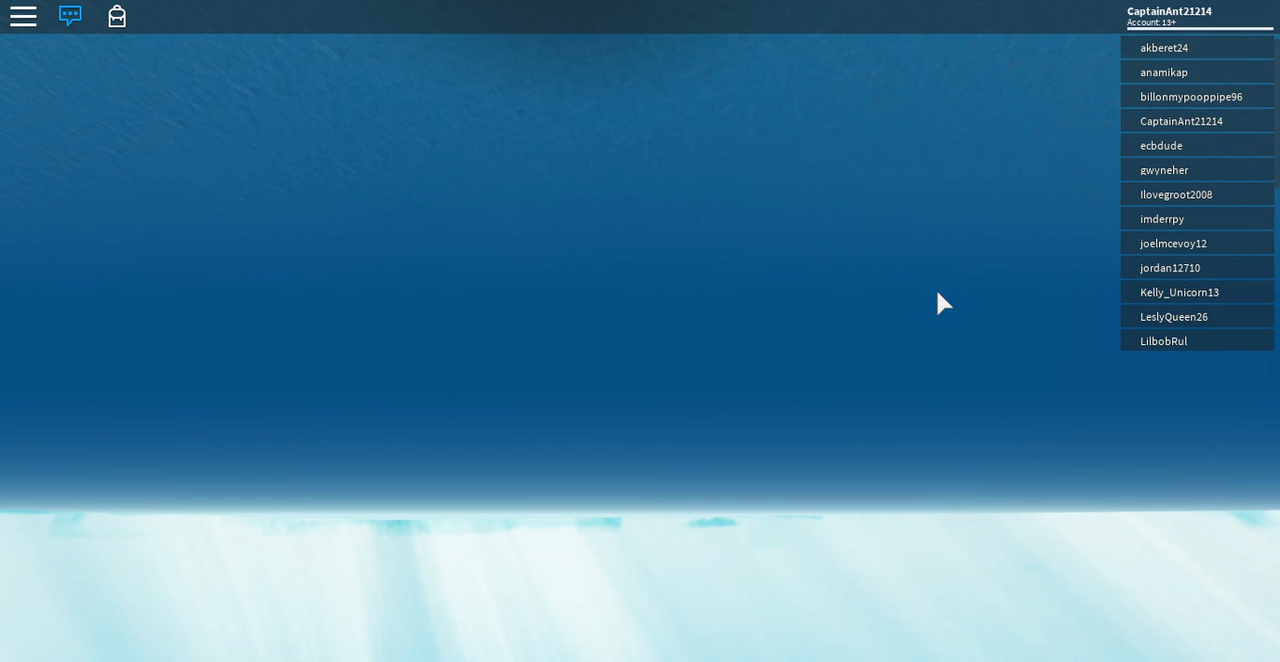 CaptainAnt21214
Account: 13+
akberet24
anamikap
billonmypooppipe96
CaptainAnt21214
ecbdude
gwyneher
Ilovegroot2008
imderrpy
joelmcevoy12
jordan12710
Kelly_Unicorn13
LeslyQueen26
LilbobRul